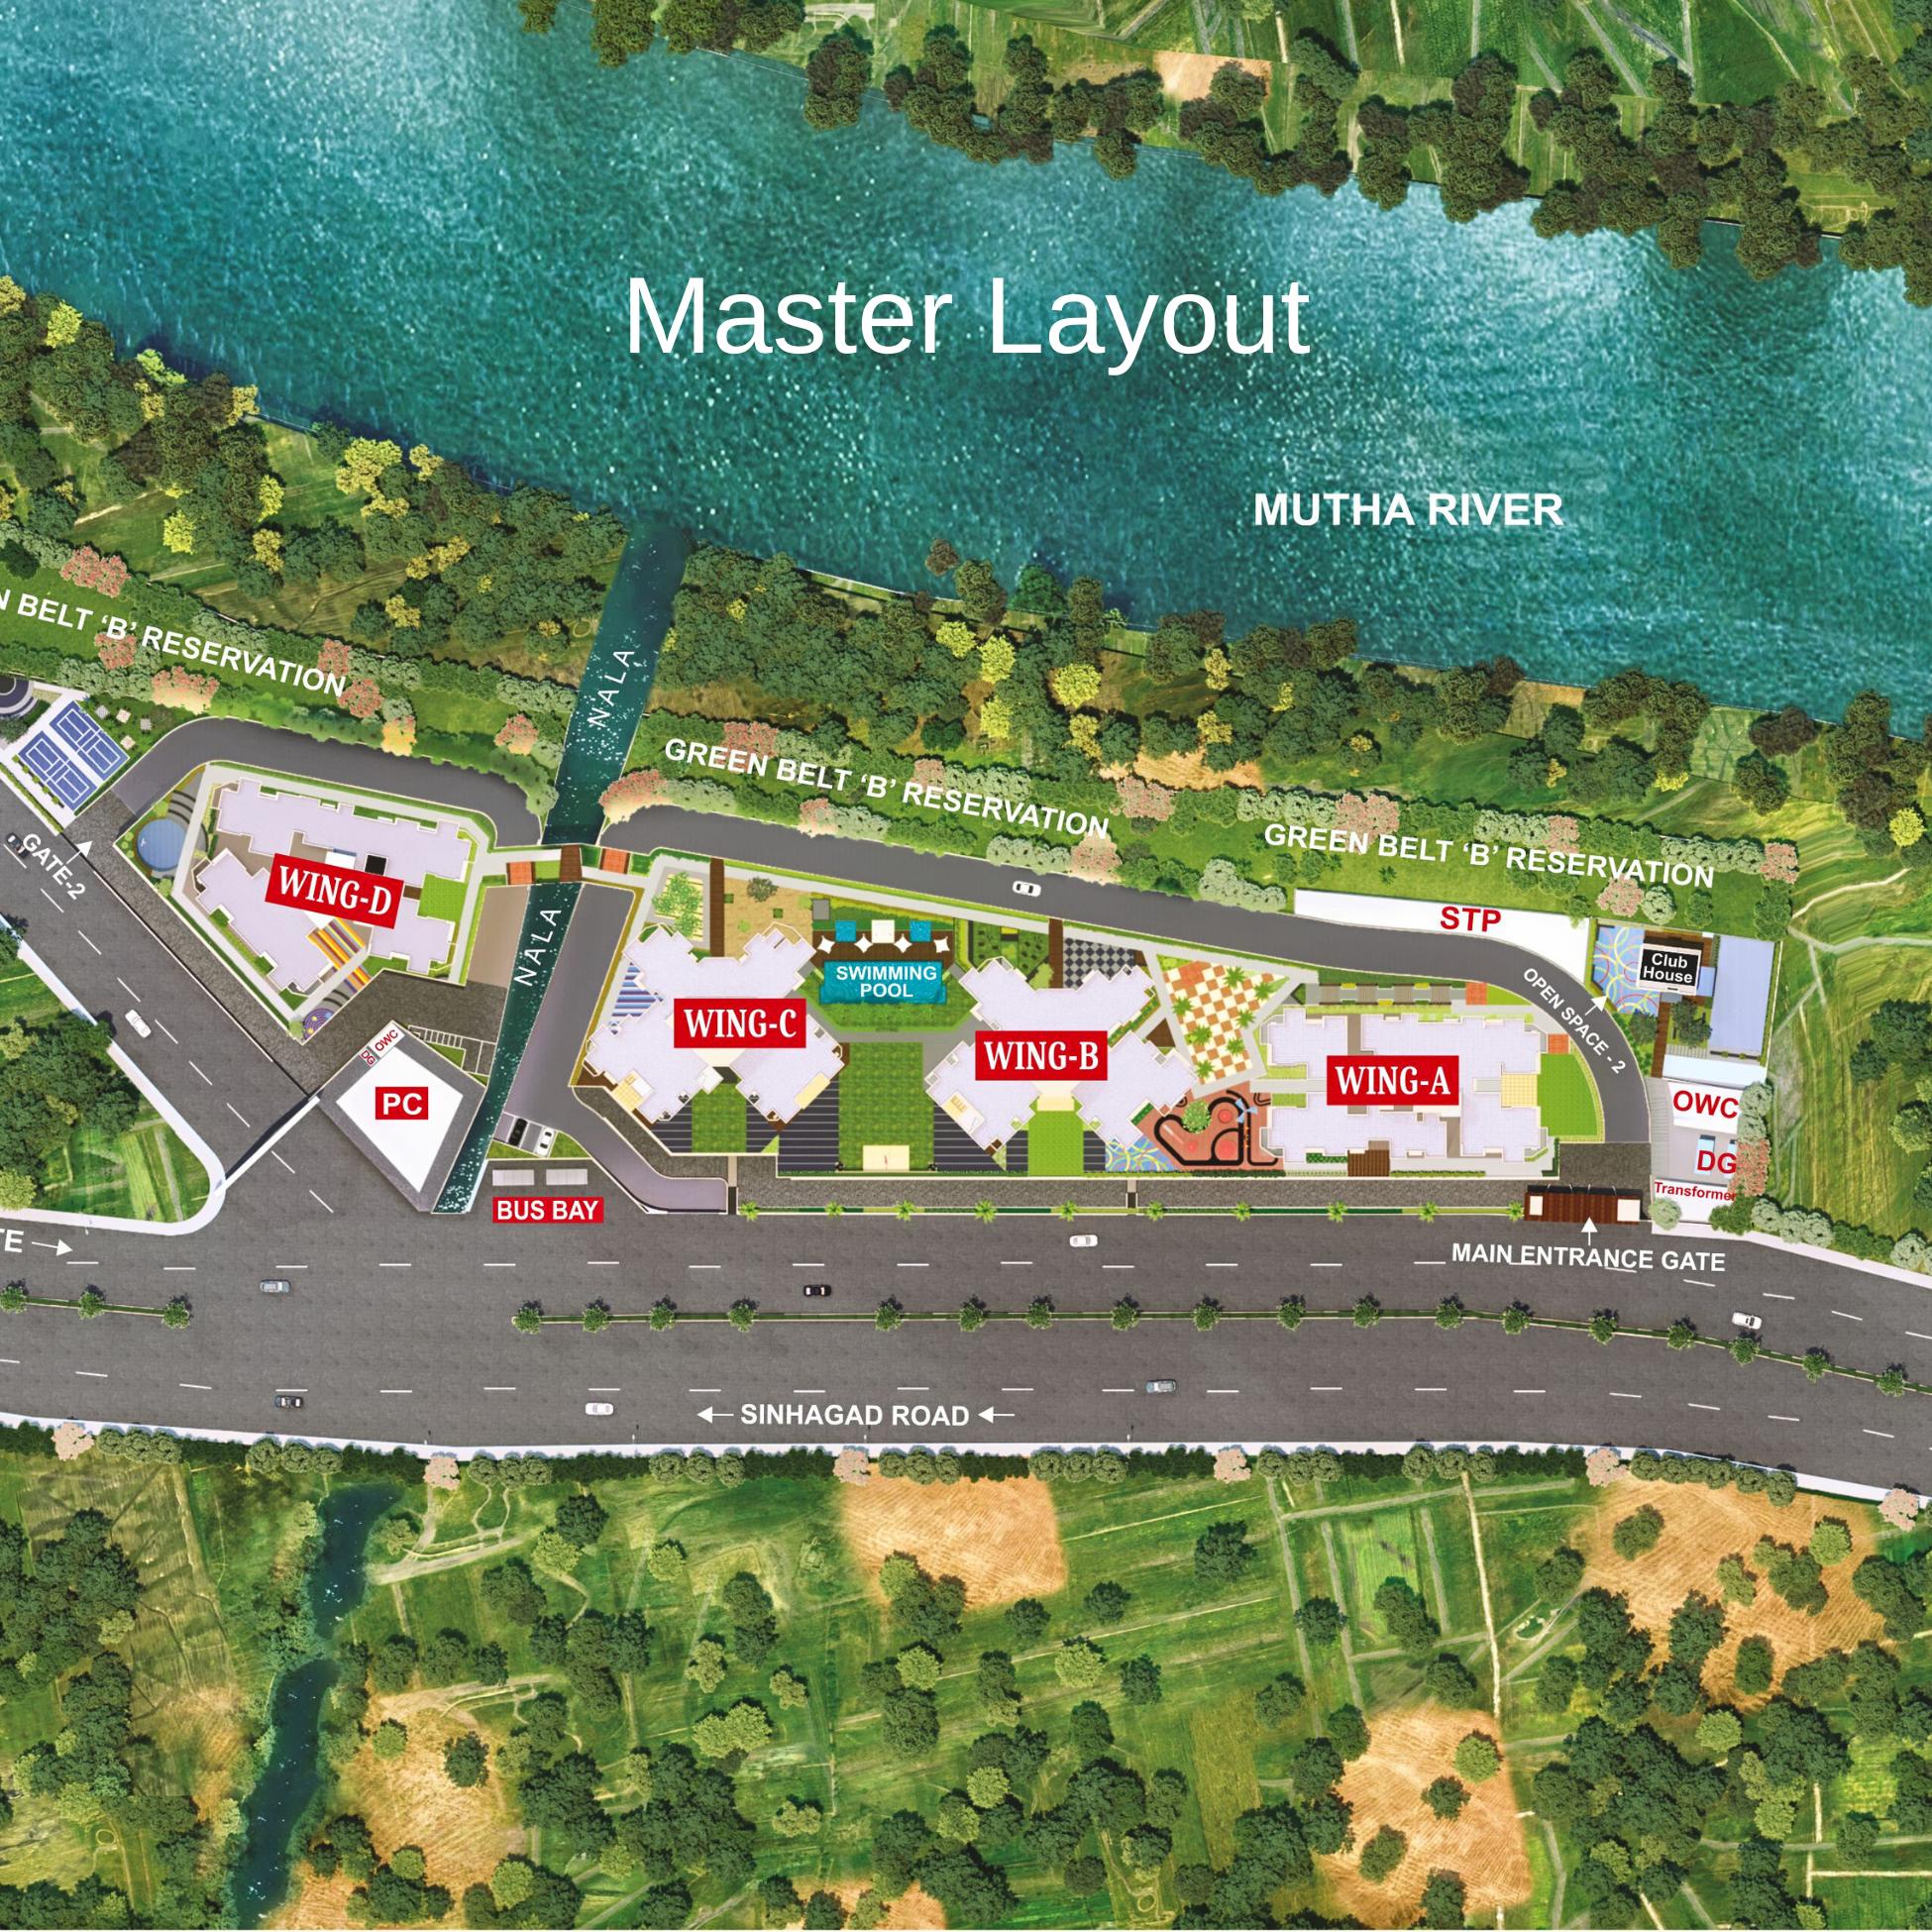 Master Layout
MUTHA RIVER
BELT ‘B’ RESERVATION
NALA
GREEN BELT ‘B’ RESERVATION
GREEN BELT ‘B’ RESERVATION
GATE-2
WING-D
STP
NALA
Club
House
SWIMMING
POOL
OPEN SPACE - 2
WING-C
WING-B
WING-A
OWC
DG
PC
OWC
DG
Transformer
BUS BAY
MAIN ENTRANCE GATE
SINHAGAD ROAD